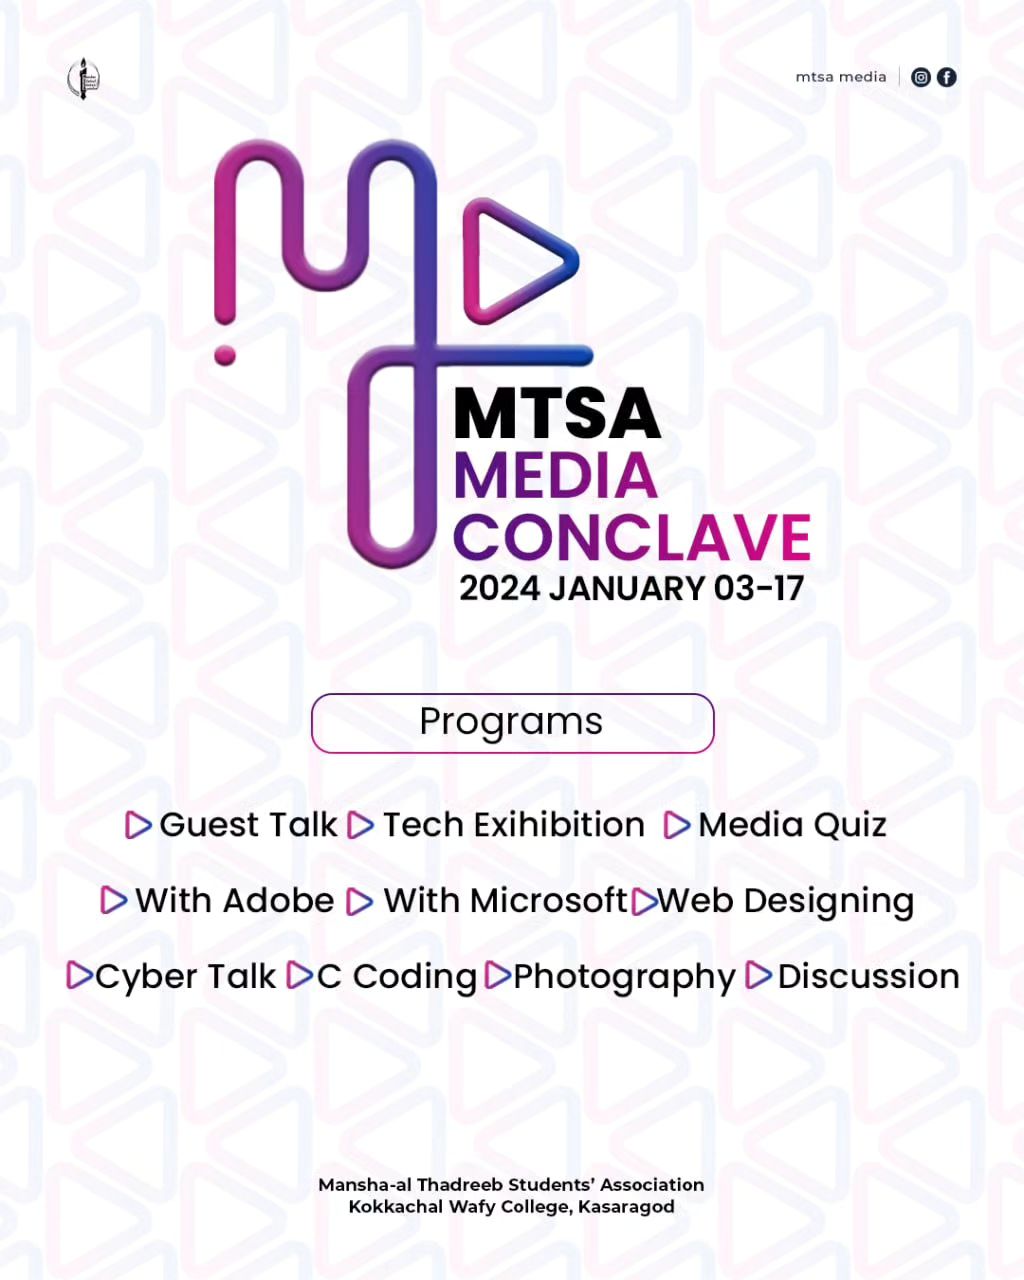 mtsa media
MTSA
MEDIA
CONCLAVE
2024 JANUARY 03-17
Programs
Guest Talk Tech Exihibition Media Quiz
With Adobe With Microsoft Web Designing
Cyber Talk C Coding Photography Discussion
Mansha-al Thadreeb Students’ Association
Kokkachal Wafy College, Kasaragod